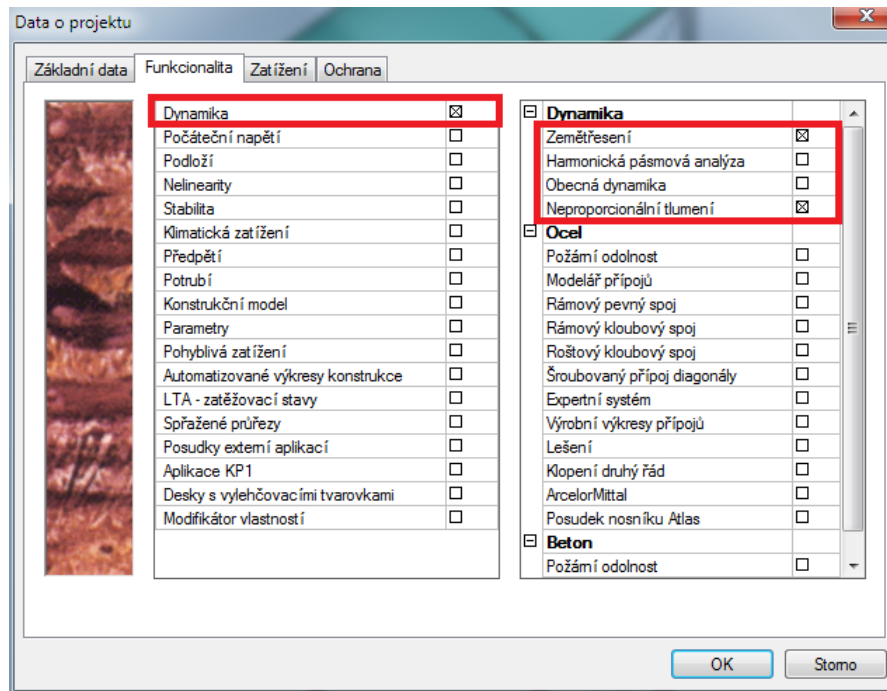 Data o projektu
Základní data Funkcionalita Zatížení Ochrana
Dynamika
Počáteční napětí
Podloží
Nelinearity
Stabilita
Klimatická zatížení
Předpětí
Potrubí
Konstrukční model
Parametry
Pohyblivá zatížení
Automatizované výkresy konstrukce
LTA - zatěžovací stavy
Spřažené průřezy
Posudky externí aplikací
Aplikace KP1
Desky s vylehčovacími tvarovkami
Modifikátor vlastností
Dynamika
Zemětřesení
Harmonická pásmová analýza
Obecná dynamika
Neproporcionální tlumení
Ocel
Požární odolnost
Modelář přípojů
Rámový pevný spoj
Rámový kloubový spoj
Roštový kloubový spoj
Šroubovaný přípoj diagonály
Expertní systém
Výrobní výkresy přípojů
Lešení
Klopení druhý řád
ArcelorMittal
Posudek nosníku Atlas
Beton
Požární odolnost
OK Storno